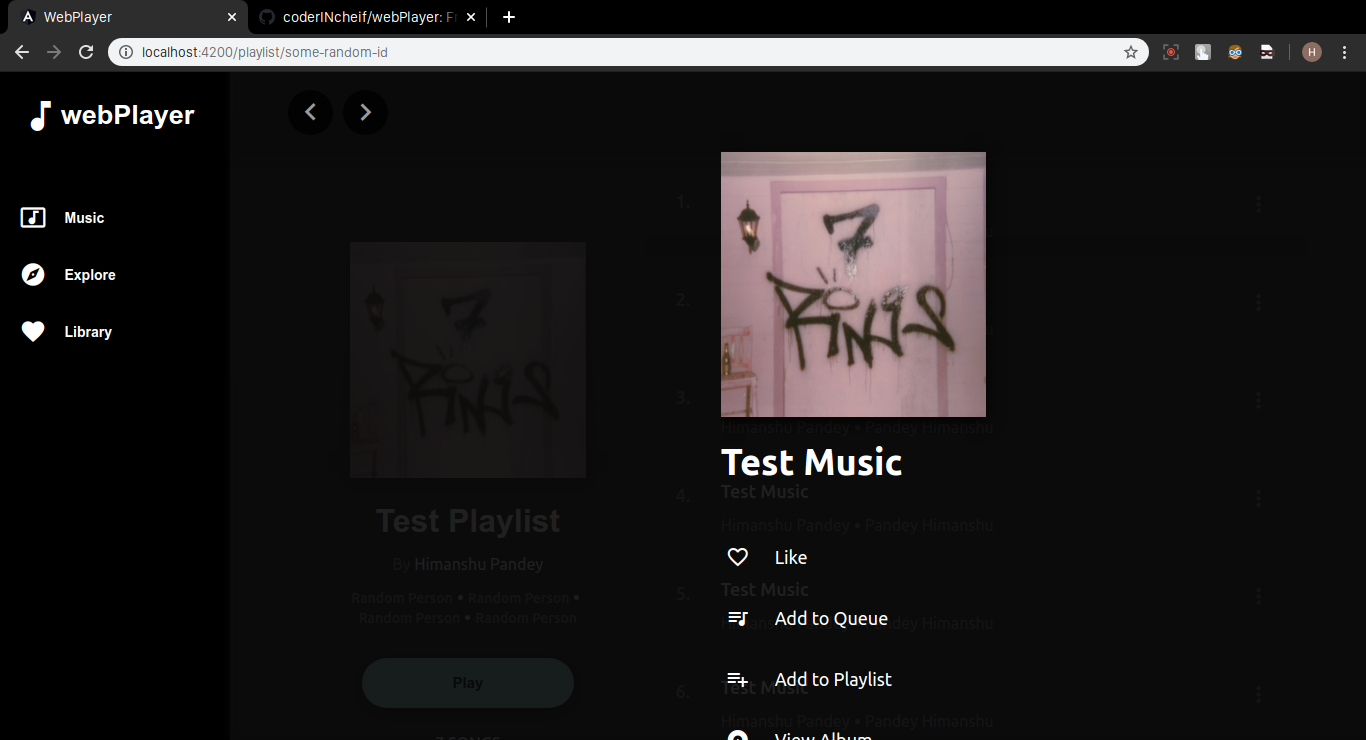 WebPlayer
coderINcheif/webPlayer: Fr
localhost:4200/playlist/some-random-id
H
webPlayer
Music
Explore
Library
7
RINGS
Test Playlist
By Himanshu Pandey
Random Person • Random Person •
Random Person • Random Person
Play
7 SONGS
1.
2.
3.
Himanshu Pandey • Pandey Himanshu
7
RINGS
Test Music
4.
Test Music
Himanshu Pandey • Pandey Himanshu
Like
5.
Test Music
Himanshu Pandey • Pandey Himanshu
Add to Queue
Add to Playlist
6.
Test Music
Himanshu Pandey • Pandey Himanshu
View Album